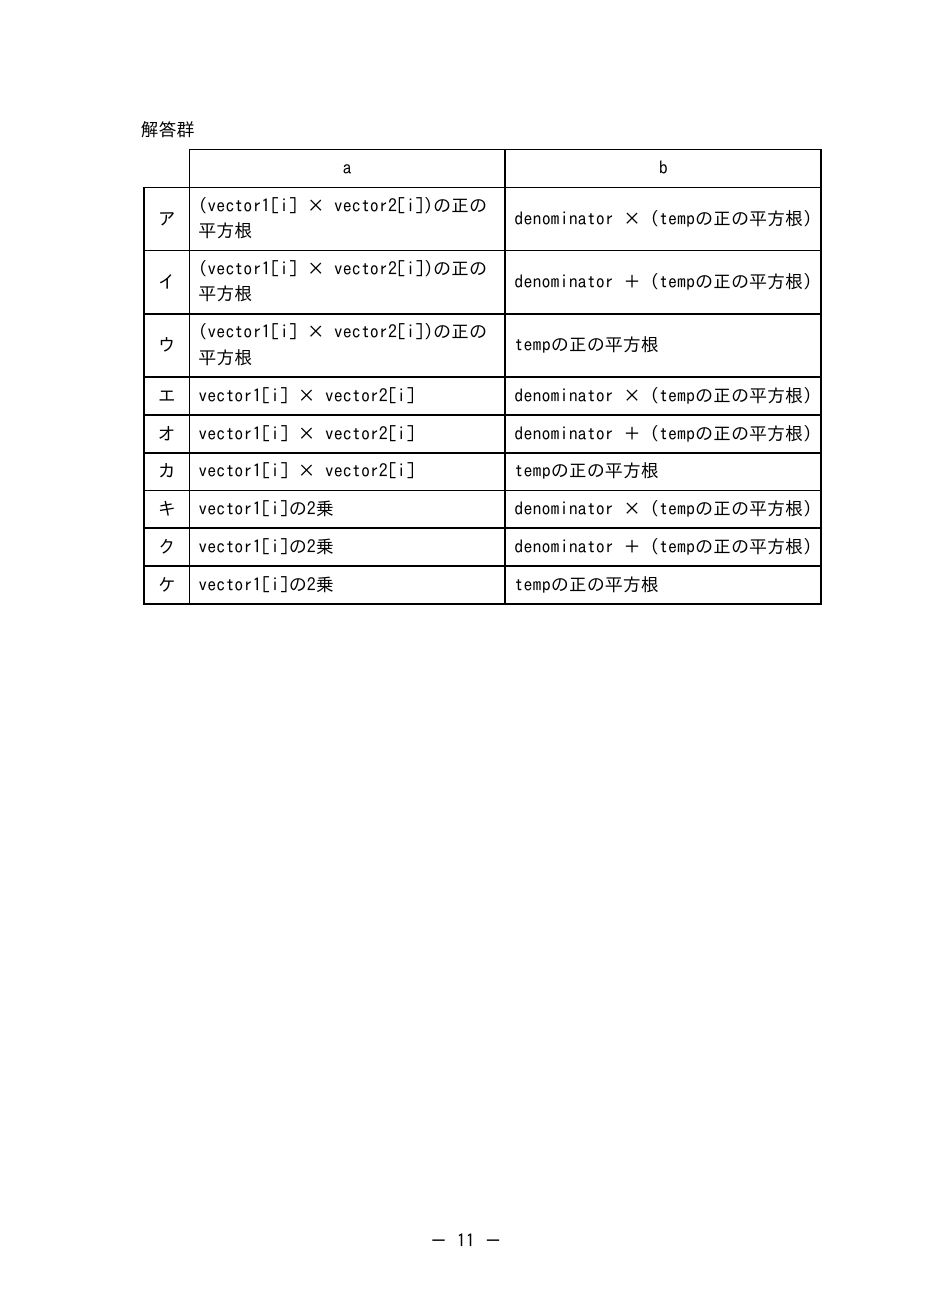 解答群
a b
ア (vector1[i] × vector2[i])の正の
平方根 denominator × (tempの正の平方根)
イ (vector1[i] × vector2[i])の正の
平方根 denominator ＋ (tempの正の平方根)
ウ (vector1[i] × vector2[i])の正の
平方根 tempの正の平方根
エ vector1[i] × vector2[i] denominator × (tempの正の平方根)
オ vector1[i] × vector2[i] denominator ＋ (tempの正の平方根)
カ vector1[i] × vector2[i] tempの正の平方根
キ vector1[i]の2乗 denominator × (tempの正の平方根)
ク vector1[i]の2乗 denominator ＋ (tempの正の平方根)
ケ vector1[i]の2乗 tempの正の平方根
－ 11 －